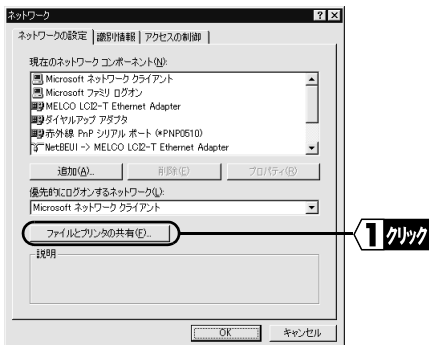 ネットワーク
ネットワークの設定 識別情報 アクセスの制御
現在のネットワーク コンポーネント(N):
Microsoft ネットワーク クライアント
Microsoft ファミリ ログオン
MELCO LCI2-T Ethernet Adapter
ダイヤルアップ アダプタ
赤外線 PnP シリアル ポート (*PNP0510)
NetBEUI -> MELCO LCI2-T Ethernet Adapter
追加(A)... 削除(E) プロパティ(R)
優先的にログオンするネットワーク(L):
Microsoft ネットワーク クライアント
ファイルとプリンタの共有(F)...
1 クリック
説明
OK キャンセル